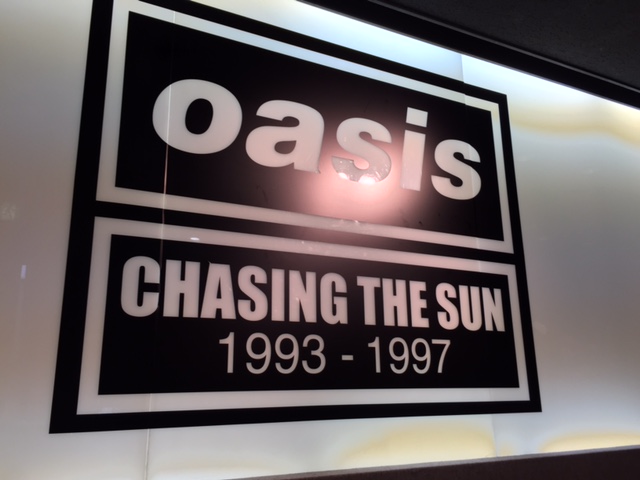 oasis
CHASING THE SUN
1993 - 1997